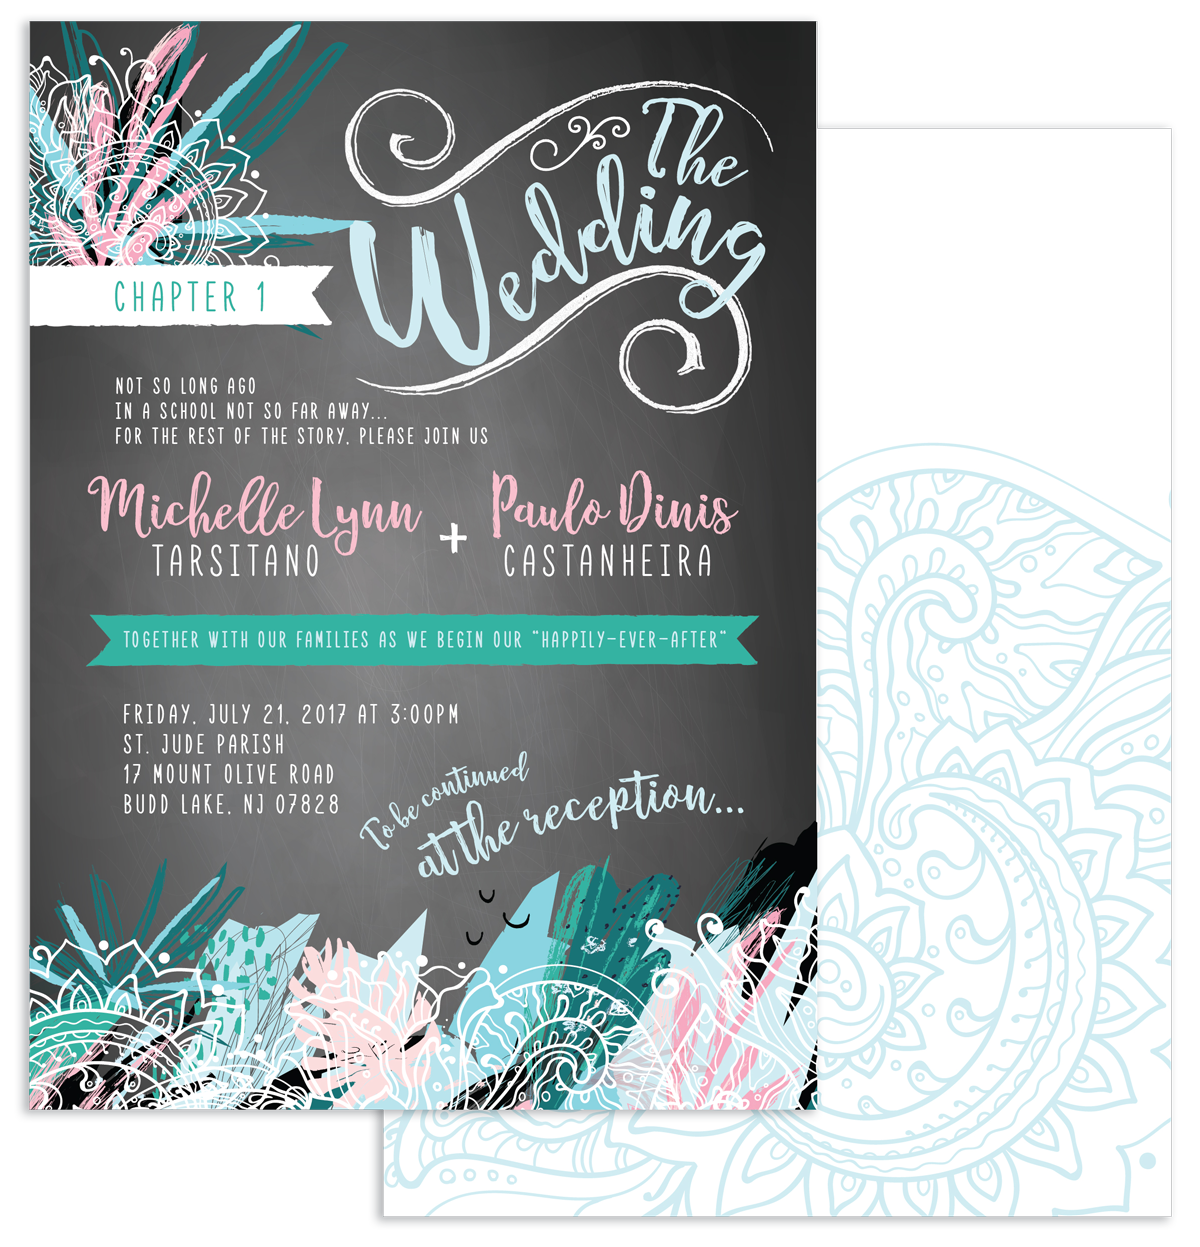 The
Wedding
CHAPTER 1
NOT SO LONG AGO
IN A SCHOOL NOT SO FAR AWAY...
FOR THE REST OF THE STORY, PLEASE JOIN US
Michelle Lynn
TARSITANO
+
Paulo Dinis
CASTANHEIRA
TOGETHER WITH OUR FAMILIES AS WE BEGIN OUR "HAPPILY-EVER-AFTER"
FRIDAY, JULY 21, 2017 AT 3:00PM
ST. JUDE PARISH
17 MOUNT OLIVE ROAD
BUDD LAKE, NJ 07828
To be continued
at the reception...